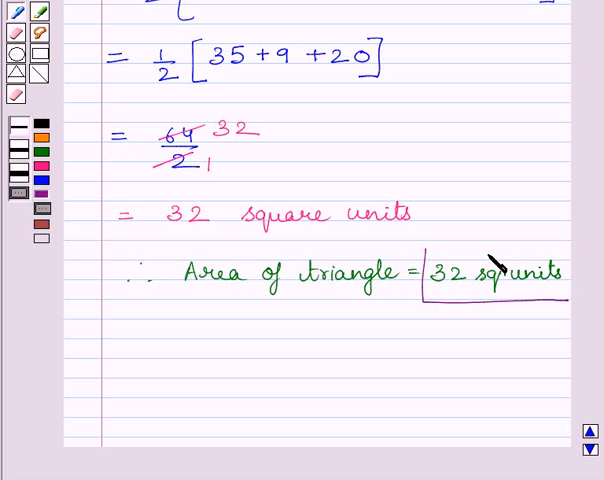 = 1/2 [35 + 9 + 20]
= 64/2 32 1
= 32 square units
∴ Area of triangle = 32 sq units